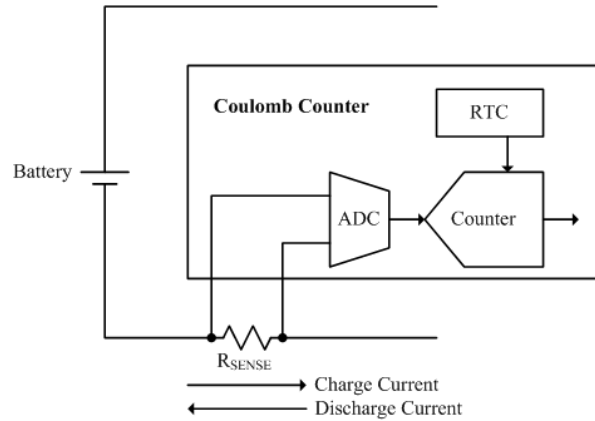 Coulomb Counter
RTC
Battery
ADC
Counter
RSENSE
Charge Current
Discharge Current